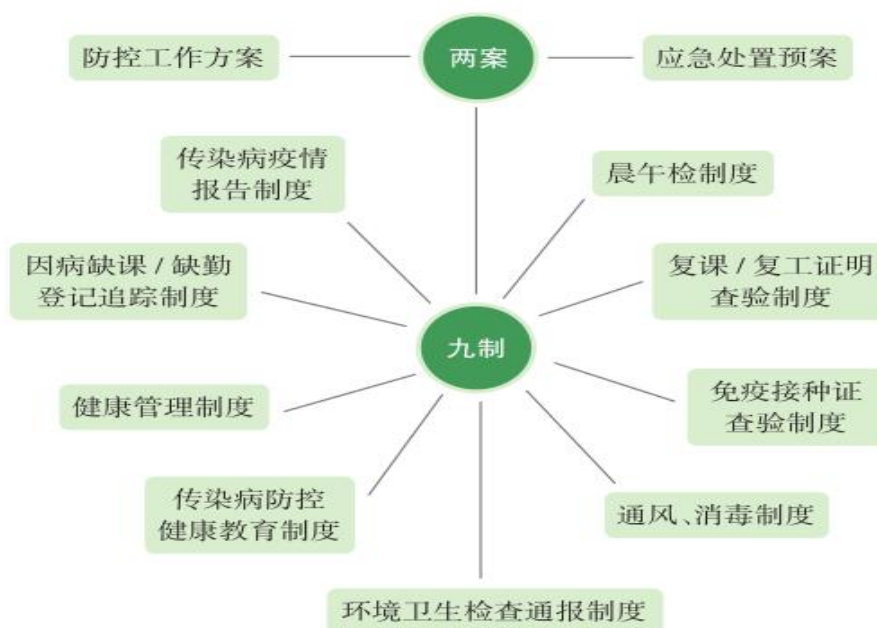 两案
防控工作方案
应急处置预案
传染病疫情
报告制度
晨午检制度
因病缺课 / 缺勤
登记追踪制度
复课 / 复工证明
查验制度
九制
健康管理制度
免疫接种证
查验制度
传染病防控
健康教育制度
通风、消毒制度
环境卫生检查通报制度